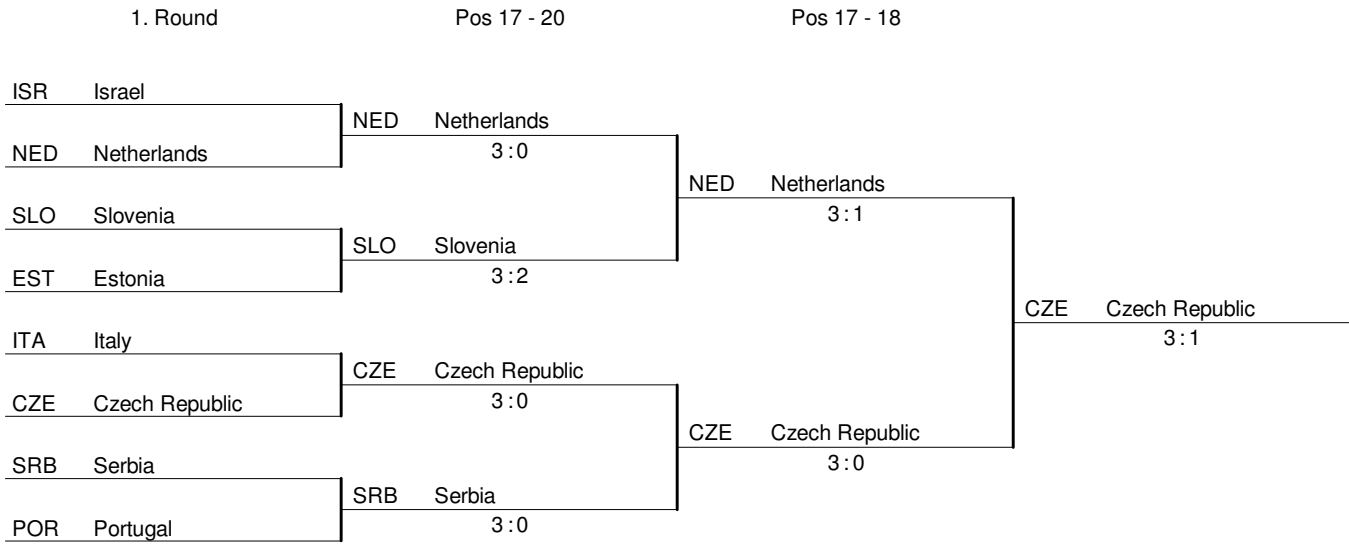 1. Round Pos 17 - 20 Pos 17 - 18
ISR Israel
NED Netherlands
3 : 0
NED Netherlands
NED Netherlands
3 : 1
SLO Slovenia
SLO Slovenia
3 : 2
EST Estonia
CZE Czech Republic
3 : 1
ITA Italy
CZE Czech Republic
3 : 0
CZE Czech Republic
CZE Czech Republic
3 : 0
SRB Serbia
SRB Serbia
3 : 0
POR Portugal